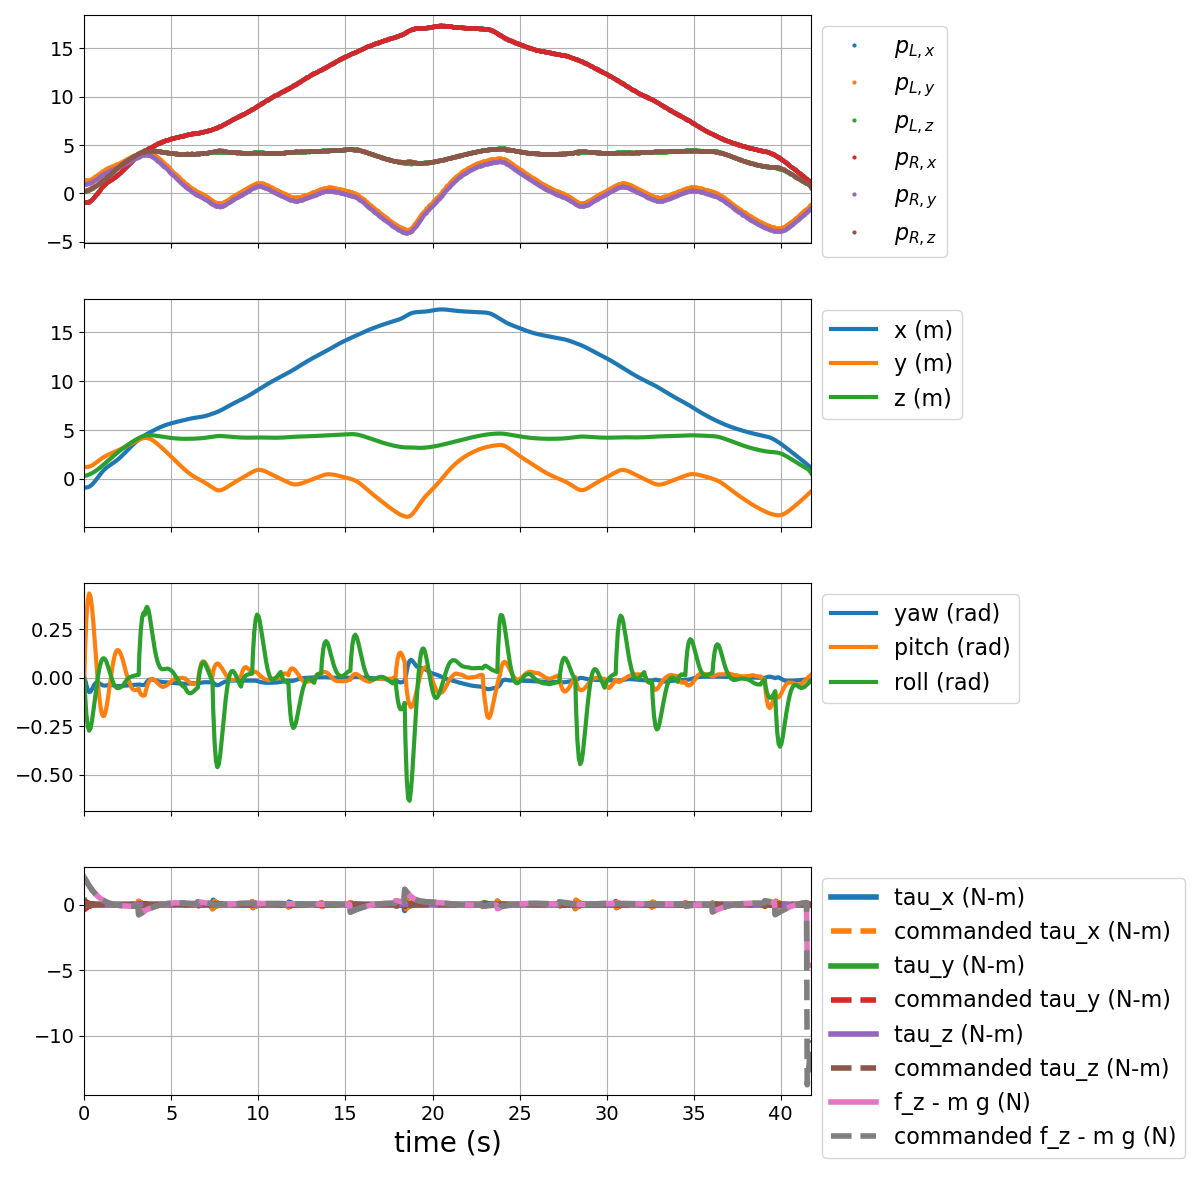 15
10
5
0
−5
p_{L,x}
p_{L,y}
p_{L,z}
p_{R,x}
p_{R,y}
p_{R,z}
15
10
5
0
x (m)
y (m)
z (m)
0.25
0.00
−0.25
−0.50
yaw (rad)
pitch (rad)
roll (rad)
0
−5
−10
0 5 10 15 20 25 30 35 40
time (s)
tau_x (N-m)
commanded tau_x (N-m)
tau_y (N-m)
commanded tau_y (N-m)
tau_z (N-m)
commanded tau_z (N-m)
f_z - m g (N)
commanded f_z - m g (N)